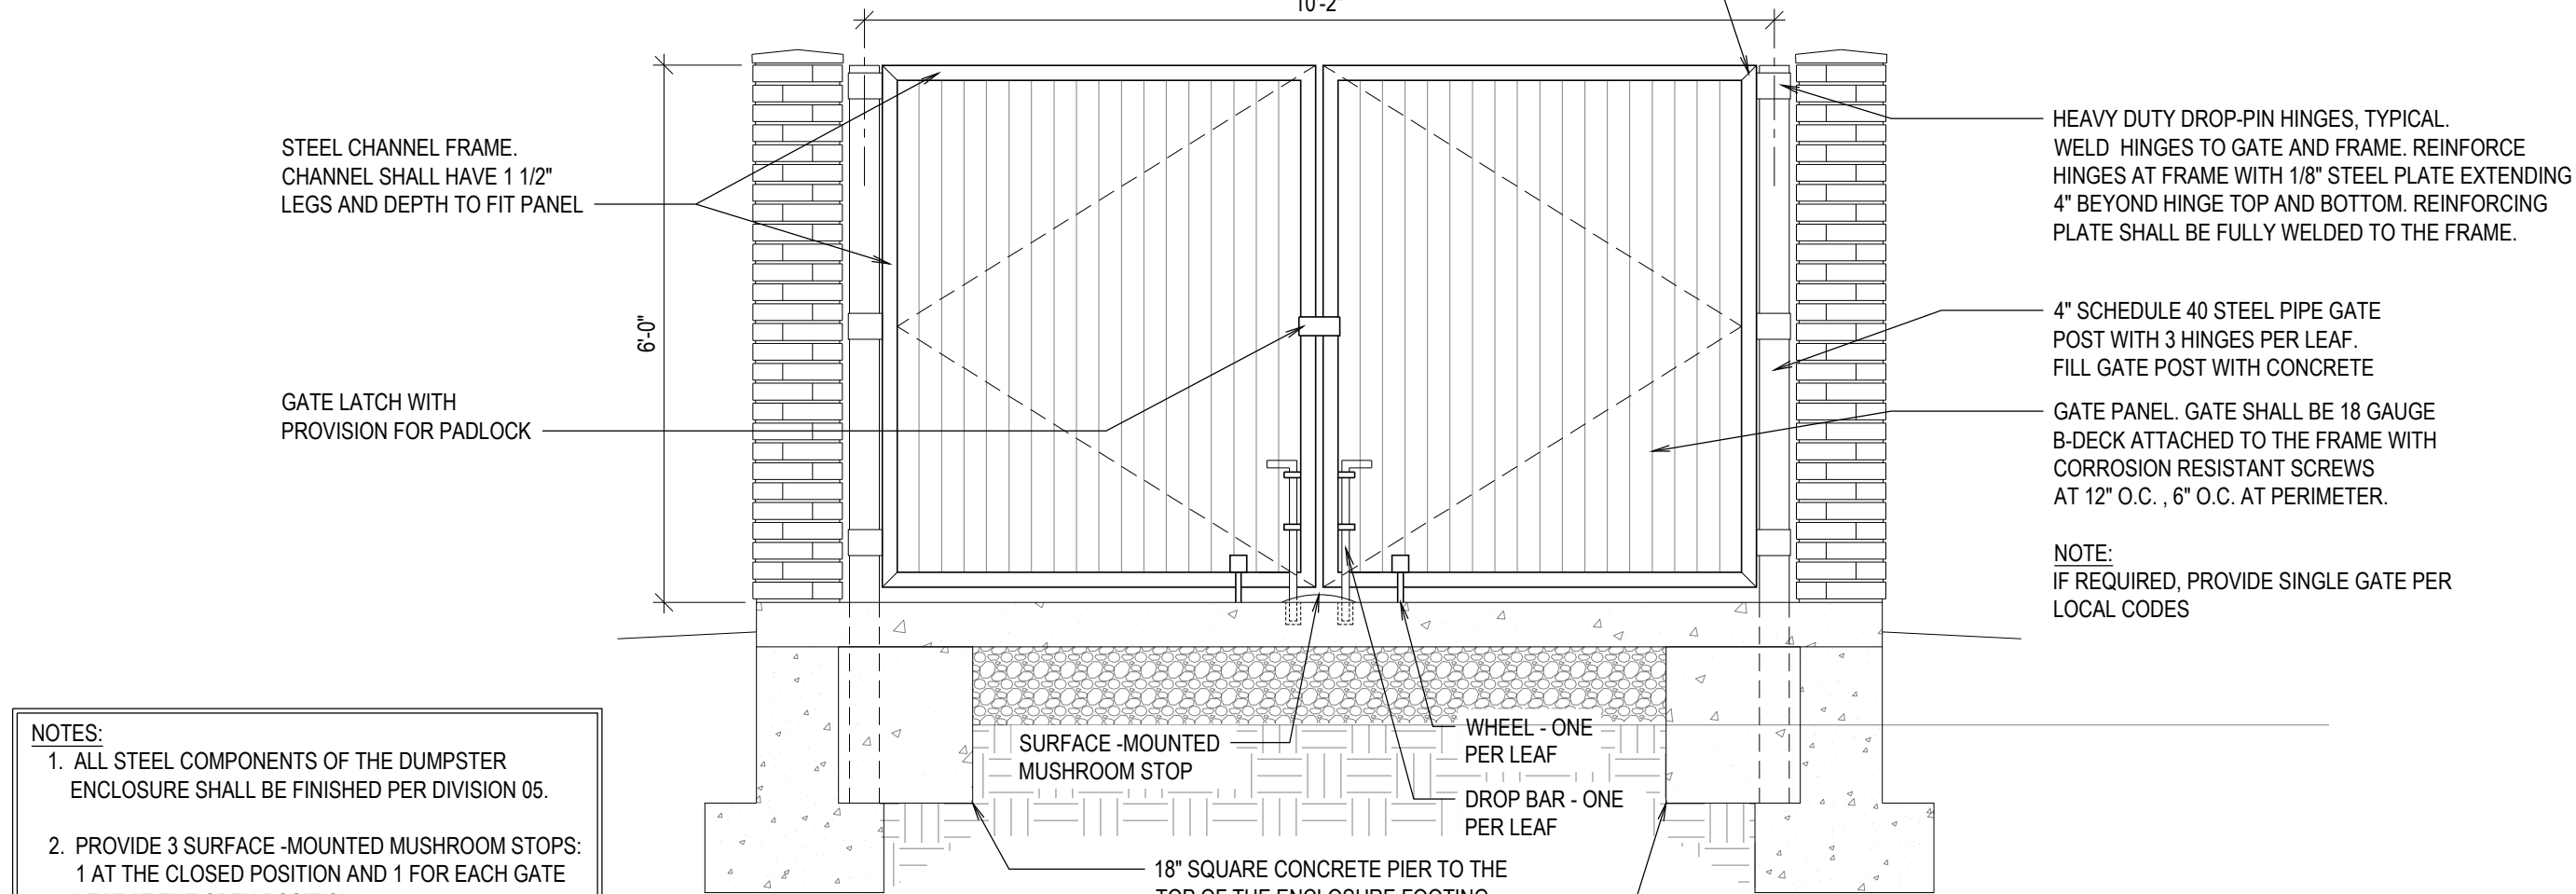 10'-2"
STEEL CHANNEL FRAME.
CHANNEL SHALL HAVE 1 1/2"
LEGS AND DEPTH TO FIT PANEL
6'-0"
GATE LATCH WITH
PROVISION FOR PADLOCK
HEAVY DUTY DROP-PIN HINGES, TYPICAL.
WELD HINGES TO GATE AND FRAME. REINFORCE
HINGES AT FRAME WITH 1/8" STEEL PLATE EXTENDING
4" BEYOND HINGE TOP AND BOTTOM. REINFORCING
PLATE SHALL BE FULLY WELDED TO THE FRAME.
4" SCHEDULE 40 STEEL PIPE GATE
POST WITH 3 HINGES PER LEAF.
FILL GATE POST WITH CONCRETE
GATE PANEL. GATE SHALL BE 18 GAUGE
B-DECK ATTACHED TO THE FRAME WITH
CORROSION RESISTANT SCREWS
AT 12" O.C. , 6" O.C. AT PERIMETER.
NOTE:
IF REQUIRED, PROVIDE SINGLE GATE PER
LOCAL CODES
SURFACE -MOUNTED
MUSHROOM STOP
WHEEL - ONE
PER LEAF
DROP BAR - ONE
PER LEAF
18" SQUARE CONCRETE PIER TO THE
TOP OF THE ENCLOSURE FOOTING
NOTES:
1. ALL STEEL COMPONENTS OF THE DUMPSTER
ENCLOSURE SHALL BE FINISHED PER DIVISION 05.
2. PROVIDE 3 SURFACE -MOUNTED MUSHROOM STOPS:
1 AT THE CLOSED POSITION AND 1 FOR EACH GATE